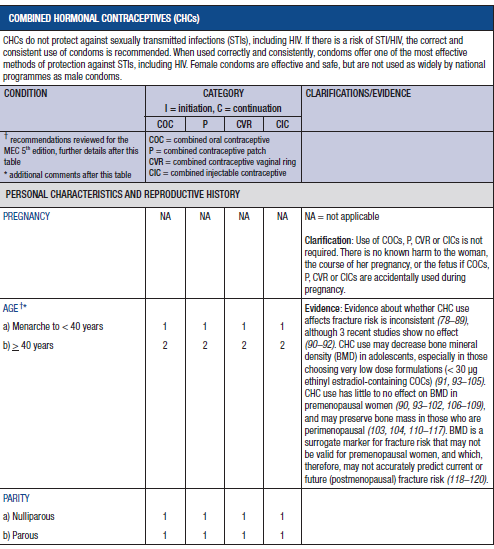 COMBINED HORMONAL CONTRACEPTIVES (CHCs)
CHCs do not protect against sexually transmitted infections (STIs), including HIV. If there is a risk of STI/HIV, the correct and
consistent use of condoms is recommended. When used correctly and consistently, condoms offer one of the most effective
methods of protection against STIs, including HIV. Female condoms are effective and safe, but are not used as widely by national
programmes as male condoms.
CONDITION
CATEGORY
I = initiation, C = continuation
CLARIFICATIONS/EVIDENCE
COC P CVR CIC
† recommendations reviewed for the
MEC 5th edition, further details after this
table
* additional comments after this table
COC = combined oral contraceptive
P = combined contraceptive patch
CVR = combined contraceptive vaginal ring
CIC = combined injectable contraceptive
PERSONAL CHARACTERISTICS AND REPRODUCTIVE HISTORY
PREGNANCY NA NA NA NA NA = not applicable
Clarification: Use of COCs, P, CVR or CICs is not
required. There is no known harm to the woman,
the course of her pregnancy, or the fetus if COCs,
P, CVR or CICs are accidentally used during
pregnancy.
AGE †*
a) Menarche to < 40 years 1 1 1 1
b) ≥ 40 years 2 2 2 2
Evidence: Evidence about whether CHC use
affects fracture risk is inconsistent (78–89),
although 3 recent studies show no effect
(90–92). CHC use may decrease bone mineral
density (BMD) in adolescents, especially in those
choosing very low dose formulations (< 30 µg
ethinyl estradiol-containing COCs) (91, 93–105).
CHC use has little to no effect on BMD in
premenopausal women (90, 93–102, 106–109),
and may preserve bone mass in those who are
perimenopausal (103, 104, 110–117). BMD is a
surrogate marker for fracture risk that may not
be valid for premenopausal women, and which,
therefore, may not accurately predict current or
future (postmenopausal) fracture risk (118–120).
PARITY
a) Nulliparous 1 1 1 1
b) Parous 1 1 1 1